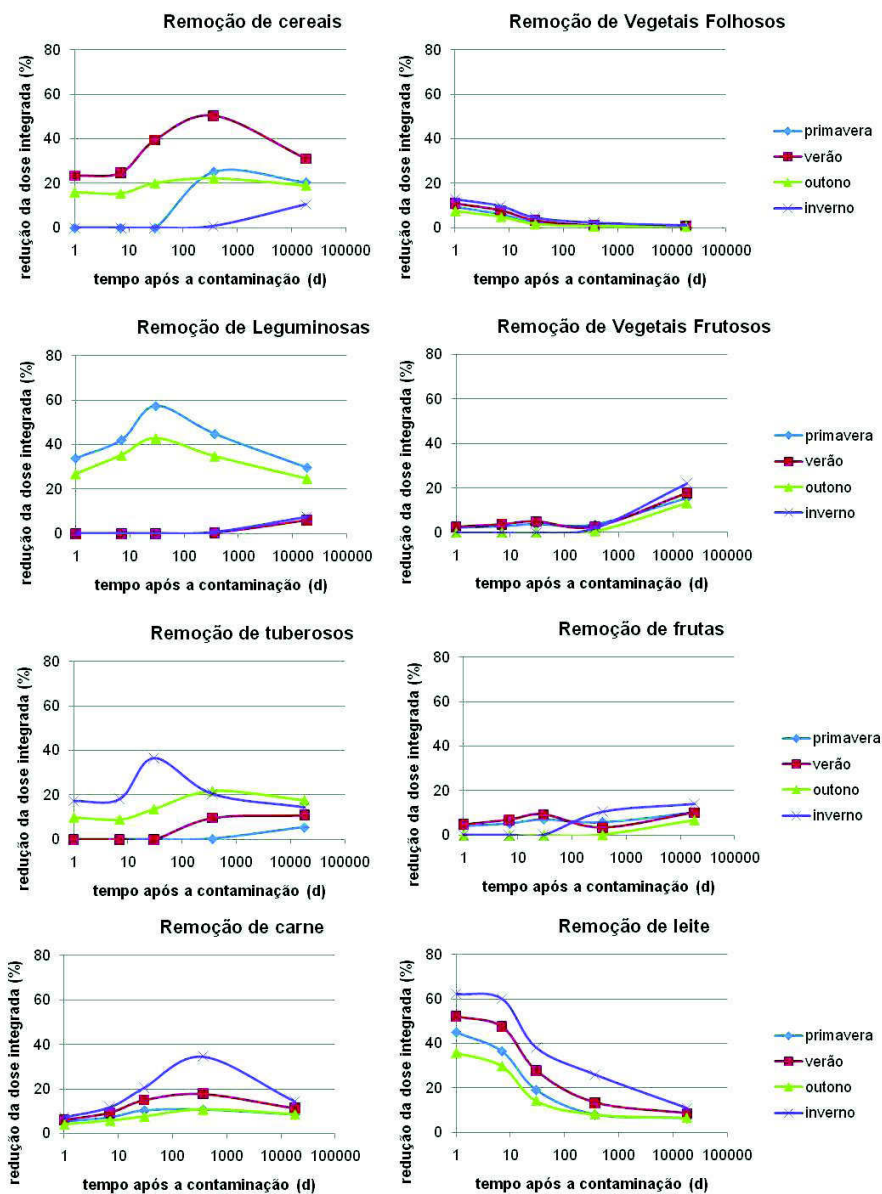 Remoção de cereais
redução da dose integrada (%)
80
60
40
20
0
1 10 100 1000 10000 100000
tempo após a contaminação (d)
Remoção de Vegetais Folhosos
redução da dose integrada (%)
80
60
40
20
0
1 10 100 1000 10000 100000
tempo após a contaminação (d)
primavera
verão
outono
inverno
Remoção de Leguminosas
redução da dose integrada (%)
80
60
40
20
0
1 10 100 1000 10000 100000
tempo após a contaminação (d)
Remoção de Vegetais Frutosos
redução da dose integrada (%)
80
60
40
20
0
1 10 100 1000 10000 100000
tempo após a contaminação (d)
primavera
verão
outono
inverno
Remoção de tuberosos
redução da dose integrada (%)
80
60
40
20
0
1 10 100 1000 10000 100000
tempo após a contaminação (d)
Remoção de frutas
redução da dose integrada (%)
80
60
40
20
0
1 10 100 1000 10000 100000
tempo após a contaminação (d)
primavera
verão
outono
inverno
Remoção de carne
redução da dose integrada (%)
80
60
40
20
0
1 10 100 1000 10000 100000
tempo após a contaminação (d)
Remoção de leite
redução da dose integrada (%)
80
60
40
20
0
1 10 100 1000 10000 100000
tempo após a contaminação (d)
primavera
verão
outono
inverno